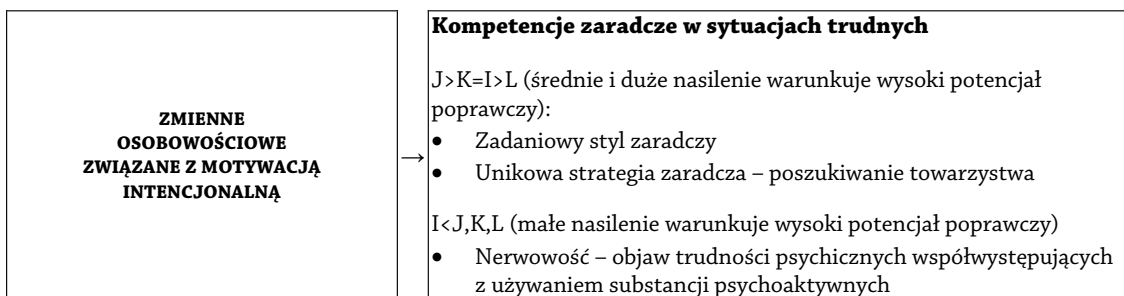 ZMIENNE
OSOBOWOŚCIOWE
ZWIĄZANE Z MOTYWACJĄ
INTENCJONALNĄ
→
Kompetencje zaradcze w sytuacjach trudnych
J>K=I>L (średnie i duże nasilenie warunkuje wysoki potencjał
poprawczy):
• Zadaniowy styl zaradczy
• Unikowa strategia zaradcza – poszukiwanie towarzystwa
I<J,K,L (małe nasilenie warunkuje wysoki potencjał poprawczy)
• Nerwowość – objaw trudności psychicznych współwystępujących
z używaniem substancji psychoaktywnych